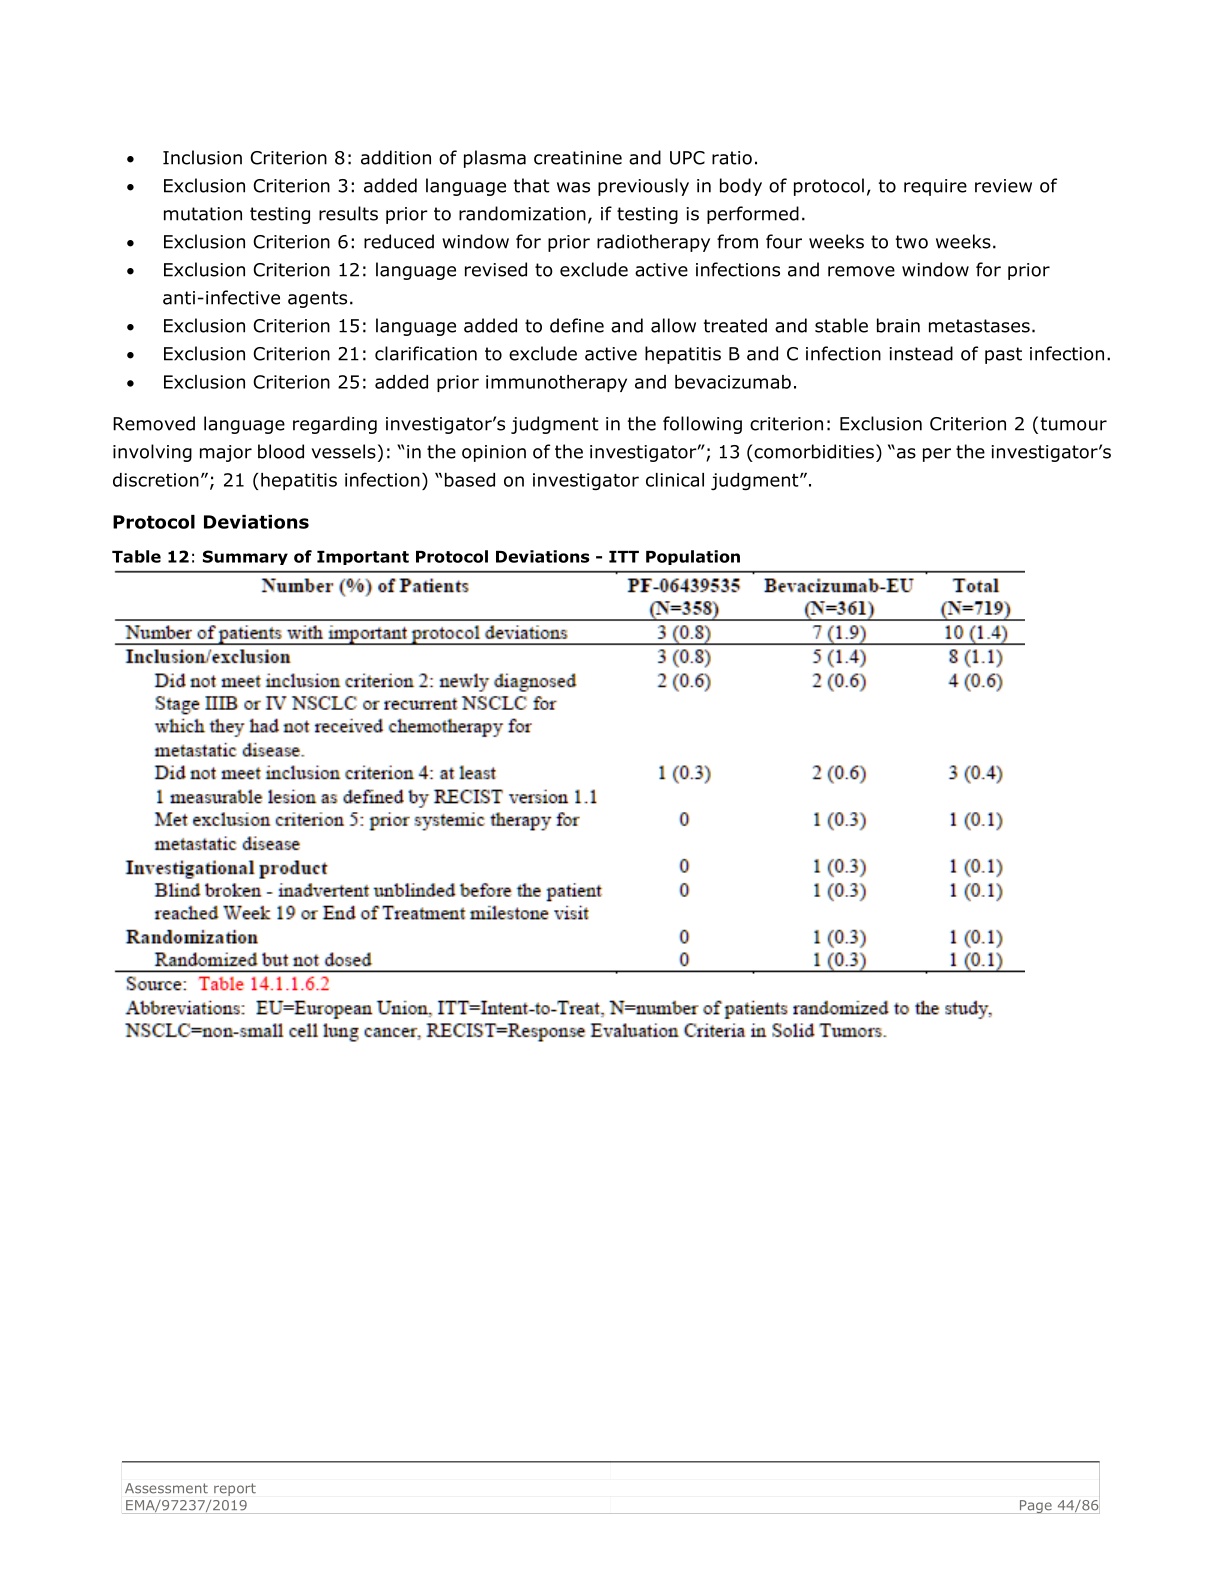 • Inclusion Criterion 8: addition of plasma creatinine and UPC ratio.
• Exclusion Criterion 3: added language that was previously in body of protocol, to require review of
mutation testing results prior to randomization, if testing is performed.
• Exclusion Criterion 6: reduced window for prior radiotherapy from four weeks to two weeks.
• Exclusion Criterion 12: language revised to exclude active infections and remove window for prior
anti-infective agents.
• Exclusion Criterion 15: language added to define and allow treated and stable brain metastases.
• Exclusion Criterion 21: clarification to exclude active hepatitis B and C infection instead of past infection.
• Exclusion Criterion 25: added prior immunotherapy and bevacizumab.
Removed language regarding investigator’s judgment in the following criterion: Exclusion Criterion 2 (tumour
involving major blood vessels): “in the opinion of the investigator”; 13 (comorbidities) “as per the investigator’s
discretion”; 21 (hepatitis infection) “based on investigator clinical judgment”.
Protocol Deviations
Table 12: Summary of Important Protocol Deviations - ITT Population
Number (%) of Patients PF-06439535 Bevacizumab-EU Total
(N=358) (N=361) (N=719)
Number of patients with important protocol deviations 3 (0.8) 7 (1.9) 10 (1.4)
Inclusion/exclusion 3 (0.8) 5 (1.4) 8 (1.1)
Did not meet inclusion criterion 2: newly diagnosed 2 (0.6) 2 (0.6) 4 (0.6)
Stage IIIB or IV NSCLC or recurrent NSCLC for
which they had not received chemotherapy for
metastatic disease.
Did not meet inclusion criterion 4: at least 1 (0.3) 2 (0.6) 3 (0.4)
1 measurable lesion as defined by RECIST version 1.1
Met exclusion criterion 5: prior systemic therapy for 0 1 (0.3) 1 (0.1)
metastatic disease
Investigational product 0 1 (0.3) 1 (0.1)
Blind broken - inadvertent unblinded before the patient 0 1 (0.3) 1 (0.1)
reached Week 19 or End of Treatment milestone visit
Randomization 0 1 (0.3) 1 (0.1)
Randomized but not dosed 0 1 (0.3) 1 (0.1)
Source: Table 14.1.1.6.2
Abbreviations: EU=European Union, ITT=Intent-to-Treat, N=number of patients randomized to the study,
NSCLC=non-small cell lung cancer, RECIST=Response Evaluation Criteria in Solid Tumors.
Assessment report
EMA/97237/2019 Page 44/86